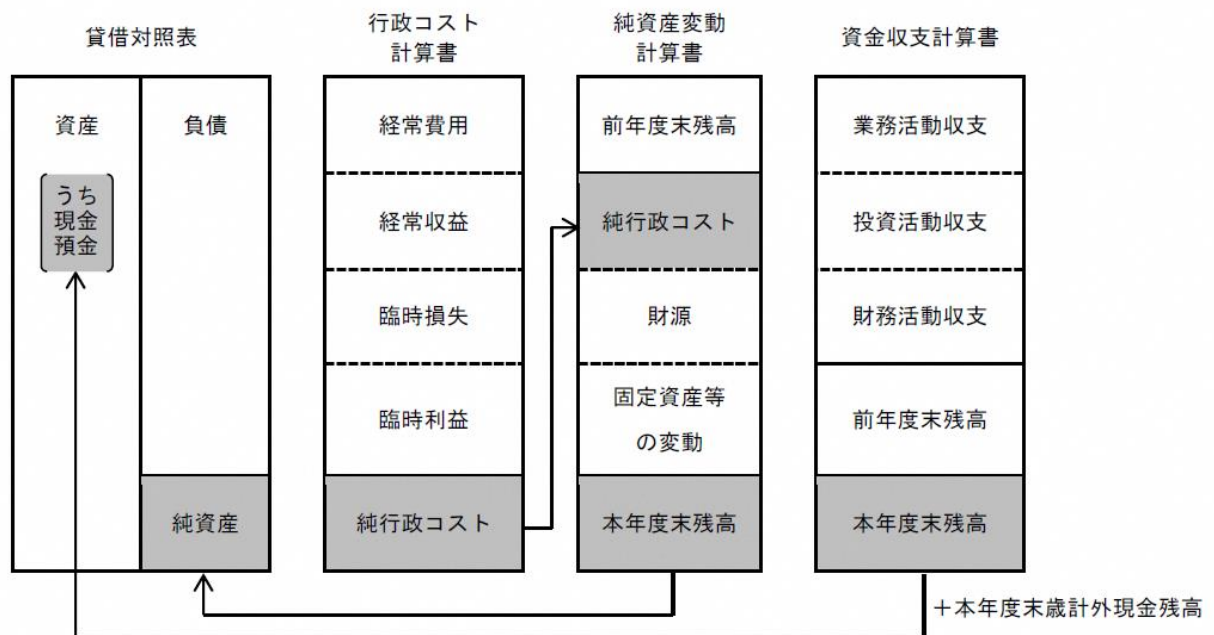 貸借対照表
資産
うち
現金
預金
負債
純資産
行政コスト
計算書
経常費用
経常収益
臨時損失
臨時利益
純行政コスト
純資産変動
計算書
前年度末残高
純行政コスト
財源
固定資産等
の変動
本年度末残高
資金収支計算書
業務活動収支
投資活動収支
財務活動収支
前年度末残高
本年度末残高
＋本年度末歳計外現金残高